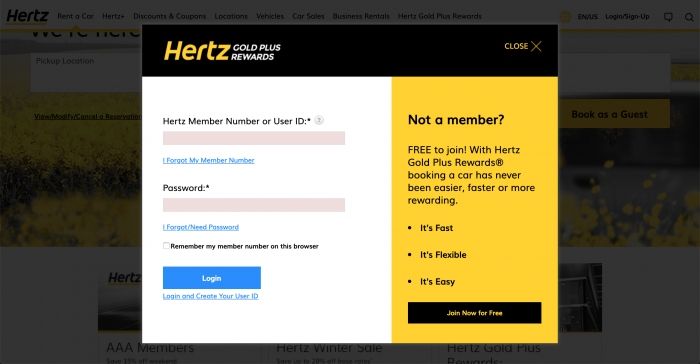 Hertz Rent a Car Hertz+ Discounts & Coupons Locations Vehicles Car Sales Business Rentals Hertz Gold Plus Rewards EN/US Login/Sign-Up
We're here
Pickup Location
View/Modify/Cancel a Reservation
Book as a Guest
Hertz GOLD PLUS
REWARDS
CLOSE
Hertz Member Number or User ID:* ?
I Forgot My Member Number
Password:*
I Forgot/Need Password
Remember my member number on this browser
Login
Login and Create Your User ID
Not a member?
FREE to join! With Hertz
Gold Plus Rewards®
booking a car has never
been easier, faster or more
rewarding.
• It's Fast
• It's Flexible
• It's Easy
Join Now for Free
Hertz
AAA Members
Save 15% off weekend
Hertz Winter Sale
Save up to 20% off base rates
Hertz Gold Plus
Rewards: